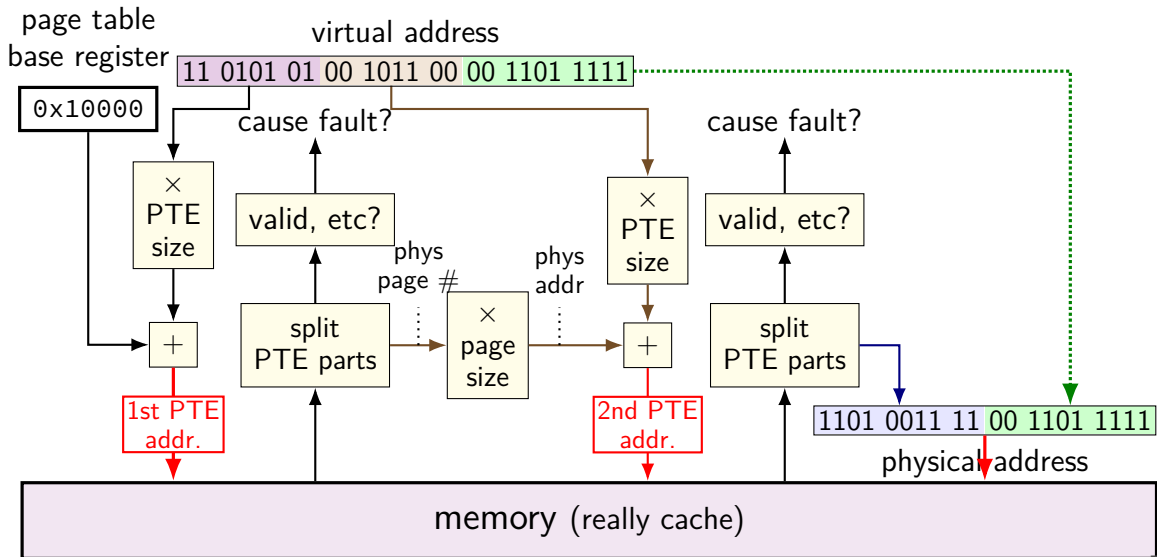 page table
base register
virtual address
11 0101 01 00 1011 00 00 1101 1111
0x10000
cause fault?
cause fault?
×
PTE
size
valid, etc?
×
PTE
size
valid, etc?
phys
page #
phys
addr
+
split
PTE parts
×
page
size
+
split
PTE parts
1st PTE
addr.
2nd PTE
addr.
1101 0011 11 00 1101 1111
physical address
memory (really cache)